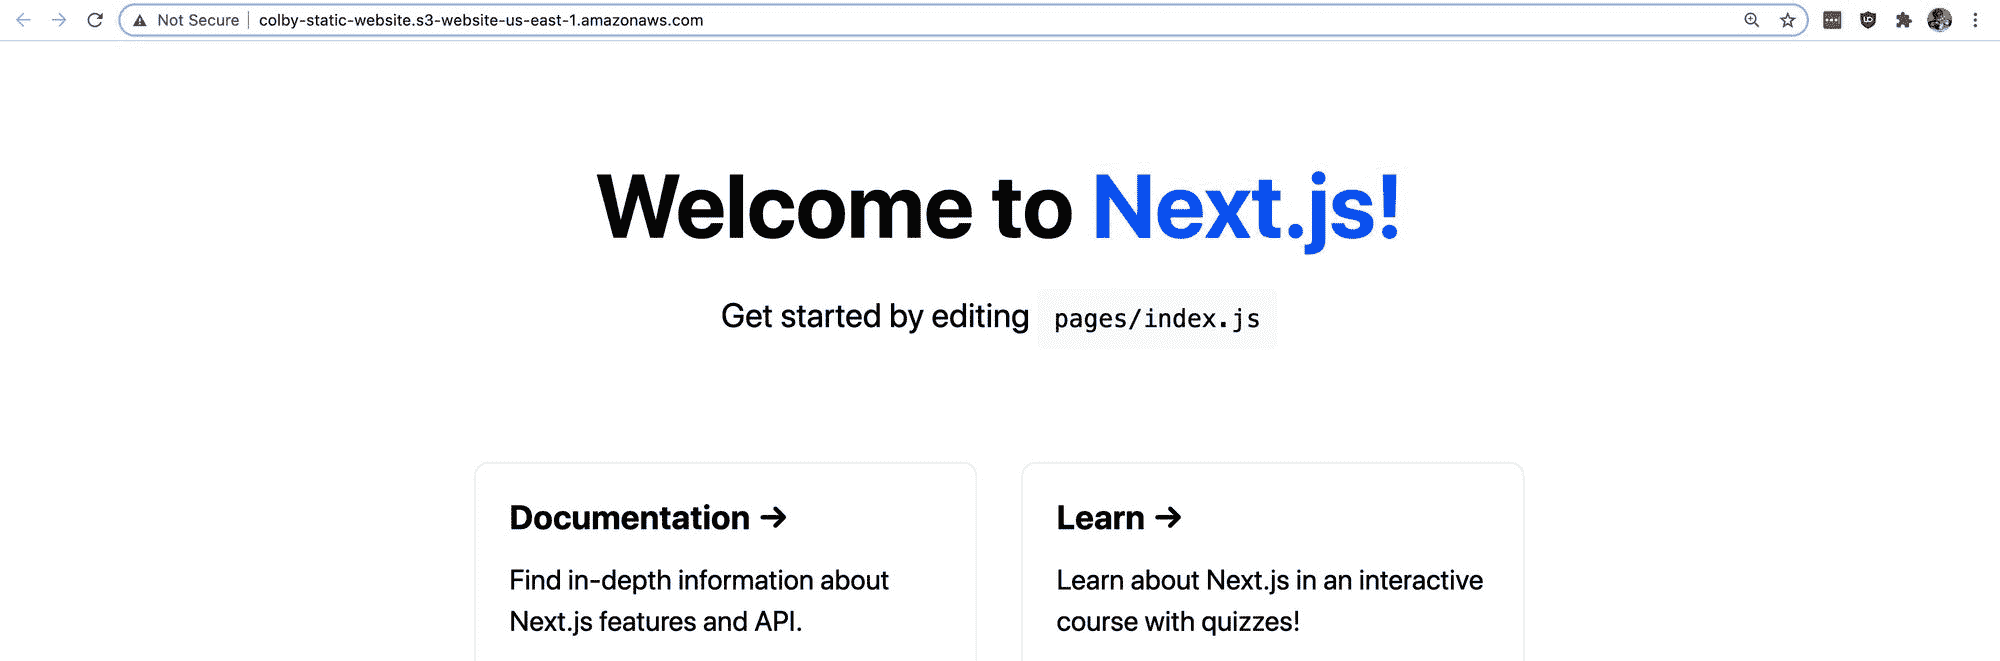 Not Secure colby-static-website.s3-website-us-east-1.amazonaws.com
Welcome to Next.js!
Get started by editing pages/index.js
Documentation →
Find in-depth information about
Next.js features and API.
Learn →
Learn about Next.js in an interactive
course with quizzes!